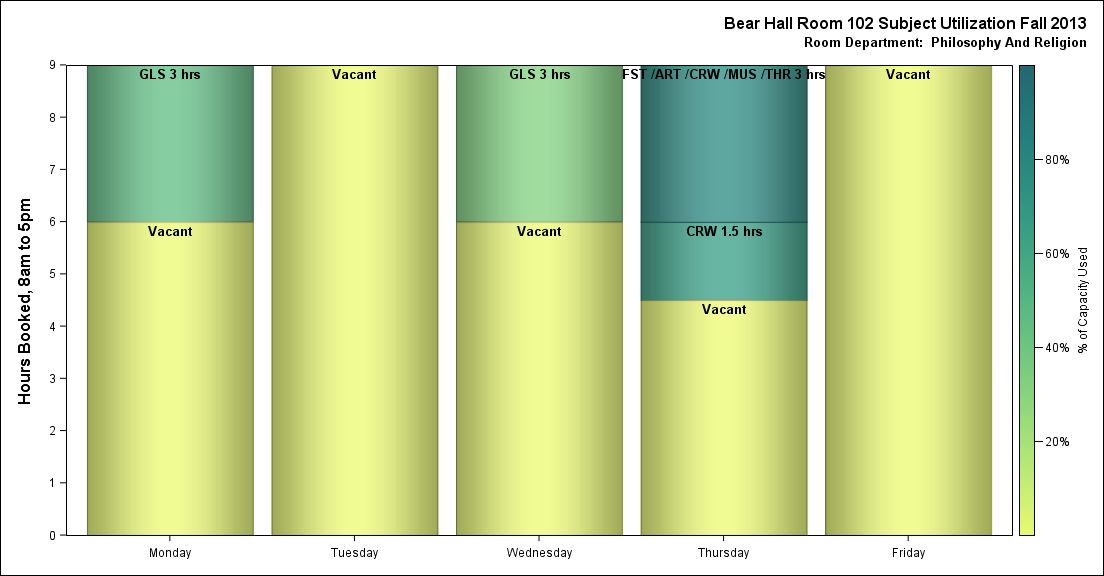 Bear Hall Room 102 Subject Utilization Fall 2013
Room Department:  Philosophy And Religion
Hours Booked, 8am to 5pm
9
8
7
6
5
4
3
2
1
0
GLS 3 hrs
Vacant
Vacant
GLS 3 hrs
Vacant
FST /ART /CRW /MUS /THR 3 hrs
CRW 1.5 hrs
Vacant
Vacant
Monday
Tuesday
Wednesday
Thursday
Friday
80%
60%
40%
20%
% of Capacity Used